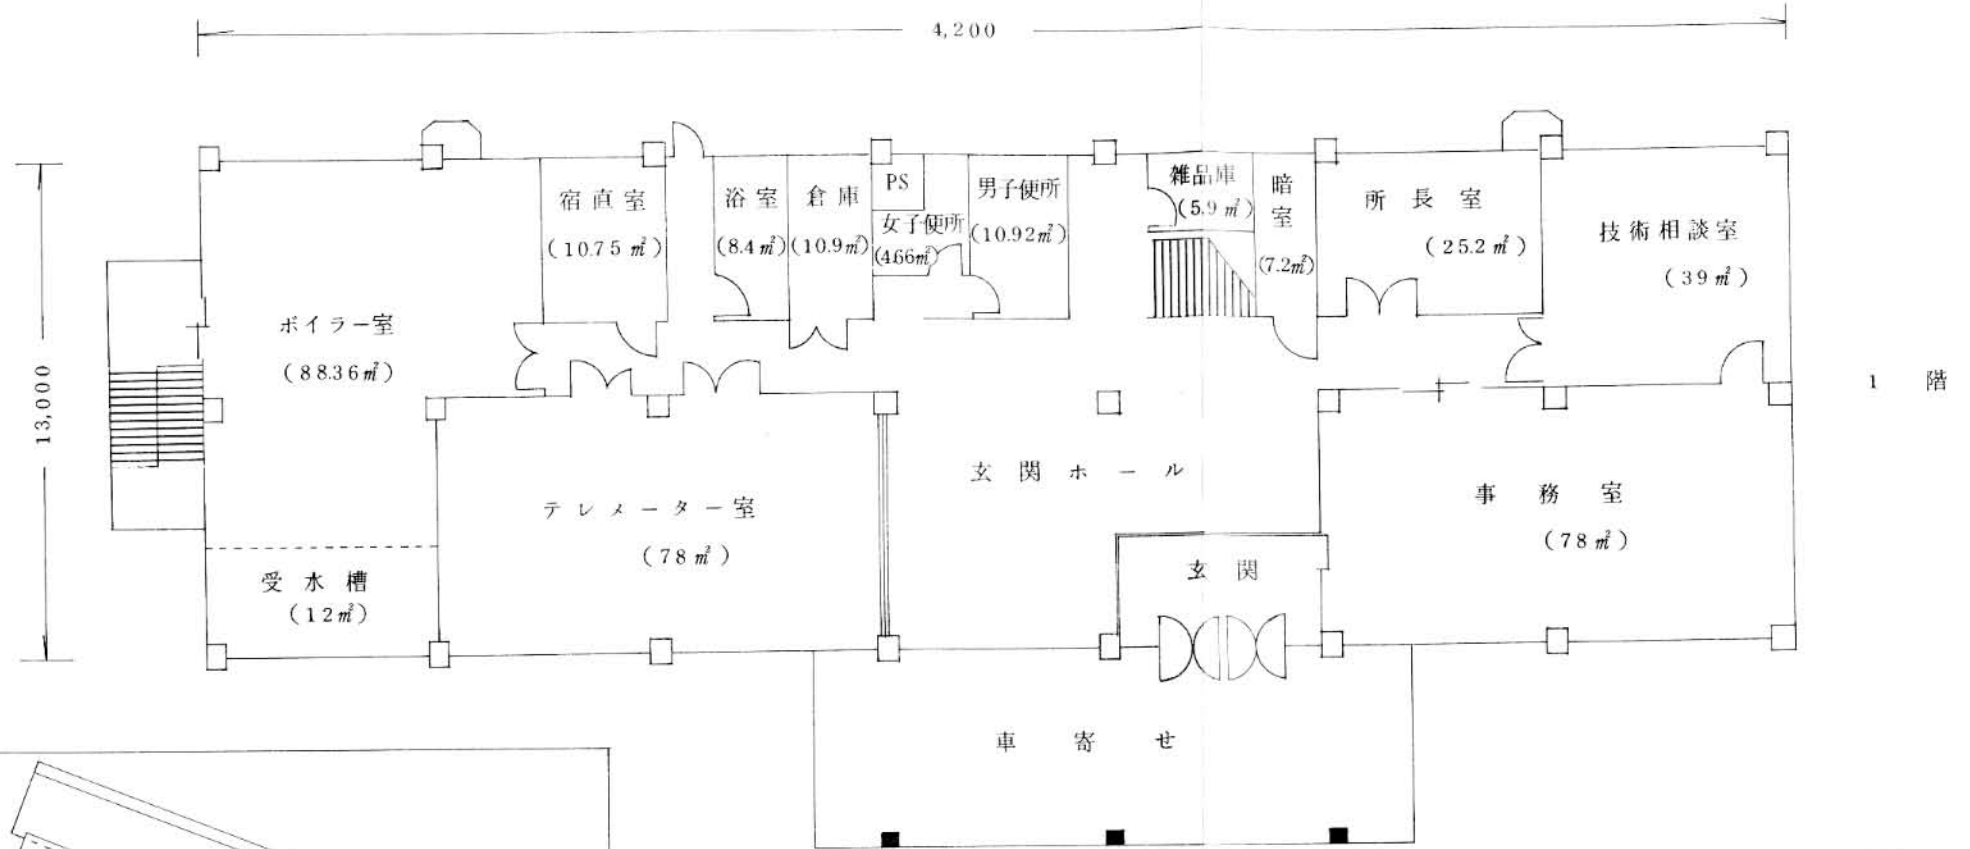 4,200
13,000
宿直室
(10.75㎡)
浴室
(8.4㎡)
倉庫
(10.9㎡)
PS
女子便所
(4.66㎡)
男子便所
(10.92㎡)
雑品庫
(5.9㎡)
暗室
(7.2㎡)
所長室
(25.2㎡)
技術相談室
(39㎡)
ボイラー室
(88.36㎡)
1階
玄関ホール
テレメーター室
(78㎡)
事務室
(78㎡)
受水槽
(12㎡)
玄関
車寄せ